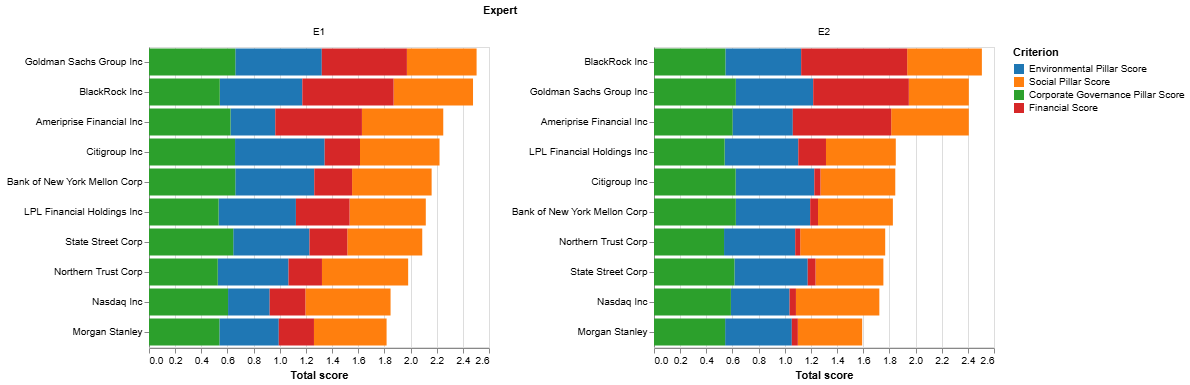 Expert
E1
Goldman Sachs Group Inc
BlackRock Inc
Ameriprise Financial Inc
Citigroup Inc
Bank of New York Mellon Corp
LPL Financial Holdings Inc
State Street Corp
Northern Trust Corp
Nasdaq Inc
Morgan Stanley
0.0 0.2 0.4 0.6 0.8 1.0 1.2 1.4 1.6 1.8 2.0 2.2 2.4 2.6
Total score
E2
BlackRock Inc
Goldman Sachs Group Inc
Ameriprise Financial Inc
LPL Financial Holdings Inc
Citigroup Inc
Bank of New York Mellon Corp
Northern Trust Corp
State Street Corp
Nasdaq Inc
Morgan Stanley
0.0 0.2 0.4 0.6 0.8 1.0 1.2 1.4 1.6 1.8 2.0 2.2 2.4 2.6
Total score
Criterion
Environmental Pillar Score
Social Pillar Score
Corporate Governance Pillar Score
Financial Score